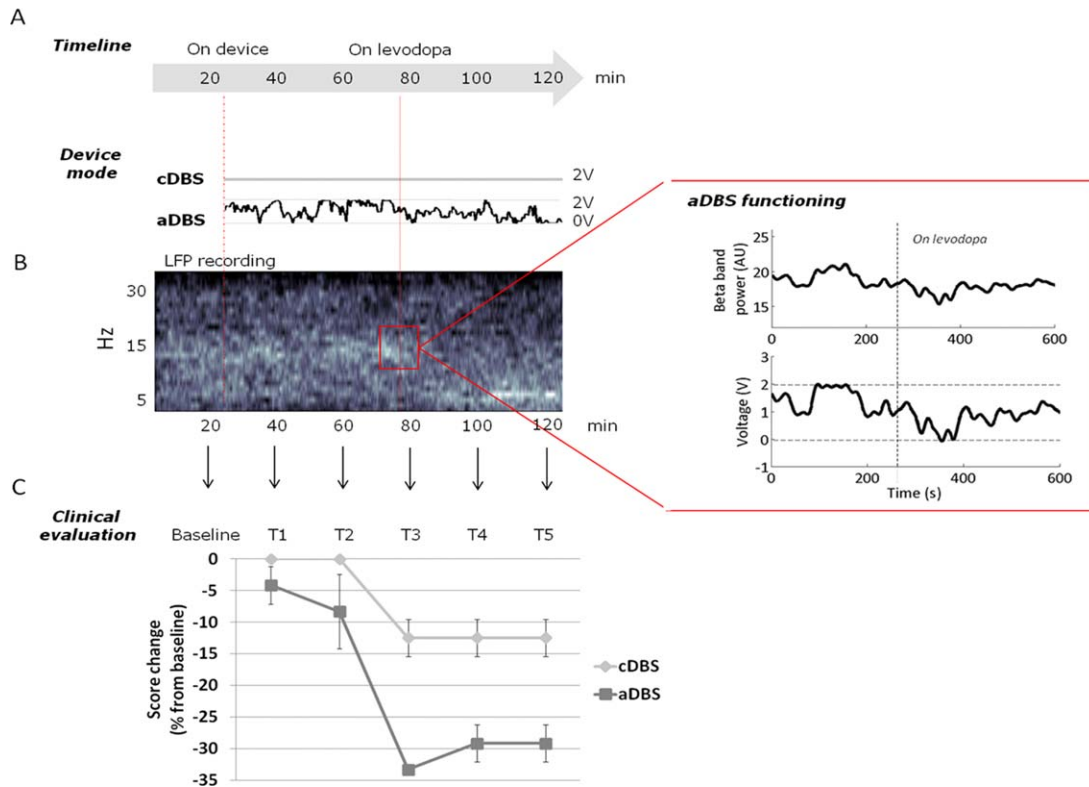 A
Timeline
On device
On levodopa
20 40 60 80 100 120 min
Device
mode
cDBS
2V
aDBS
2V
0V
B
LFP recording
Hz
30
15
5
20 40 60 80 100 120 min
aDBS functioning
On levodopa
Beta band
power (AU)
25
20
15
0 200 400 600
Voltage (V)
3
2
1
0
-1
0 200 400 600
Time (s)
C
Clinical
evaluation
Baseline T1 T2 T3 T4 T5
Score change
(% from baseline)
0
-5
-10
-15
-20
-25
-30
-35
cDBS
aDBS